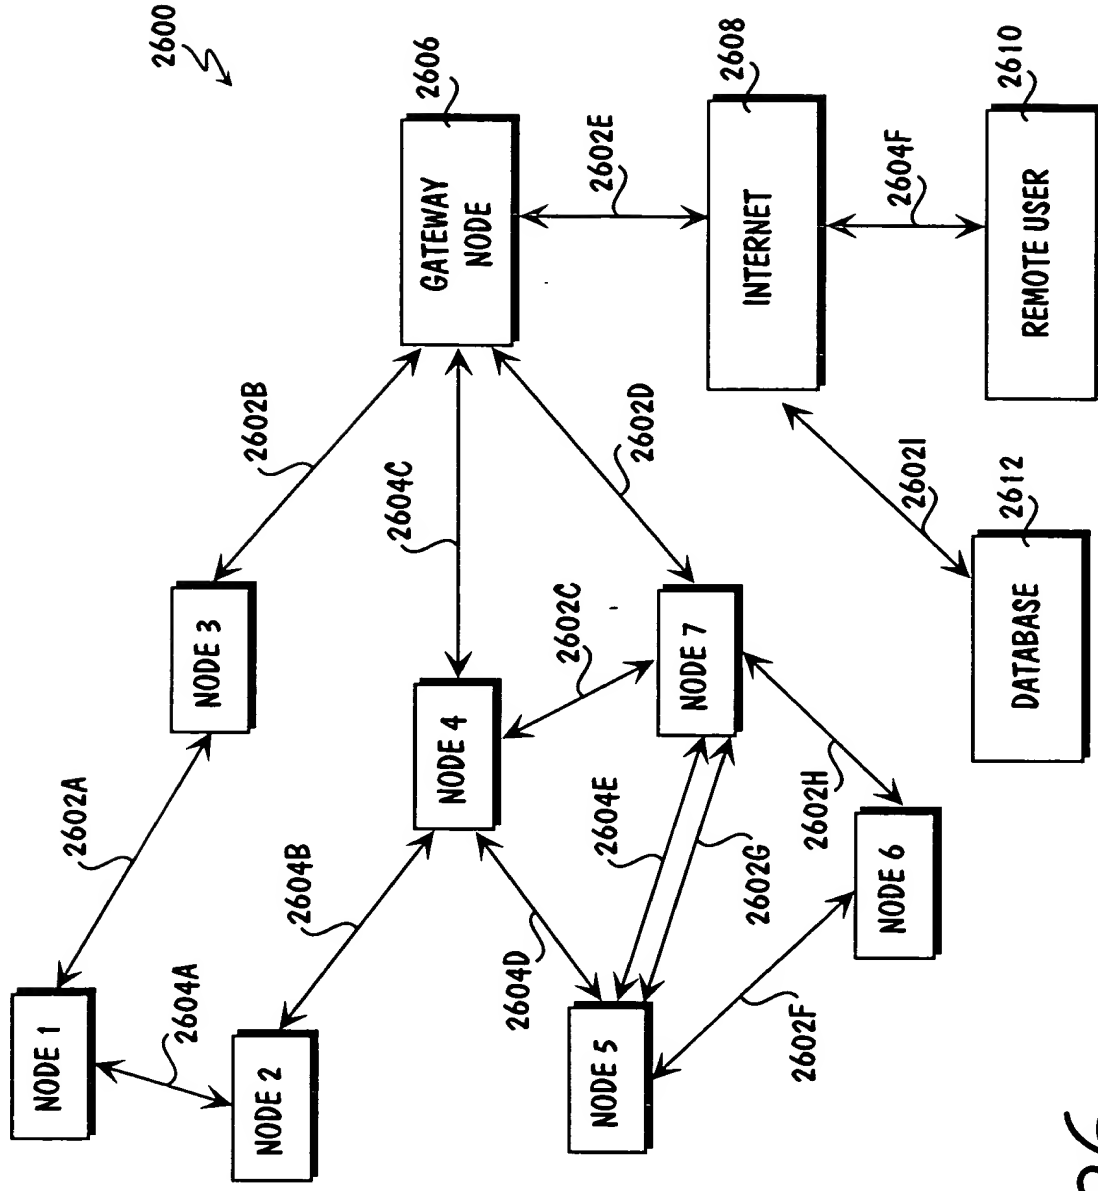 2600
NODE 1
2602A
NODE 3
2602B
GATEWAY
NODE
2606
2604A
NODE 2
2604B
NODE 4
2604C
2602E
2604D
2602C
2602D
INTERNET
2608
NODE 5
2604E
2602G
NODE 7
2602F
NODE 6
2602H
2602I
2604F
DATABASE
2612
REMOTE USER
2610
26